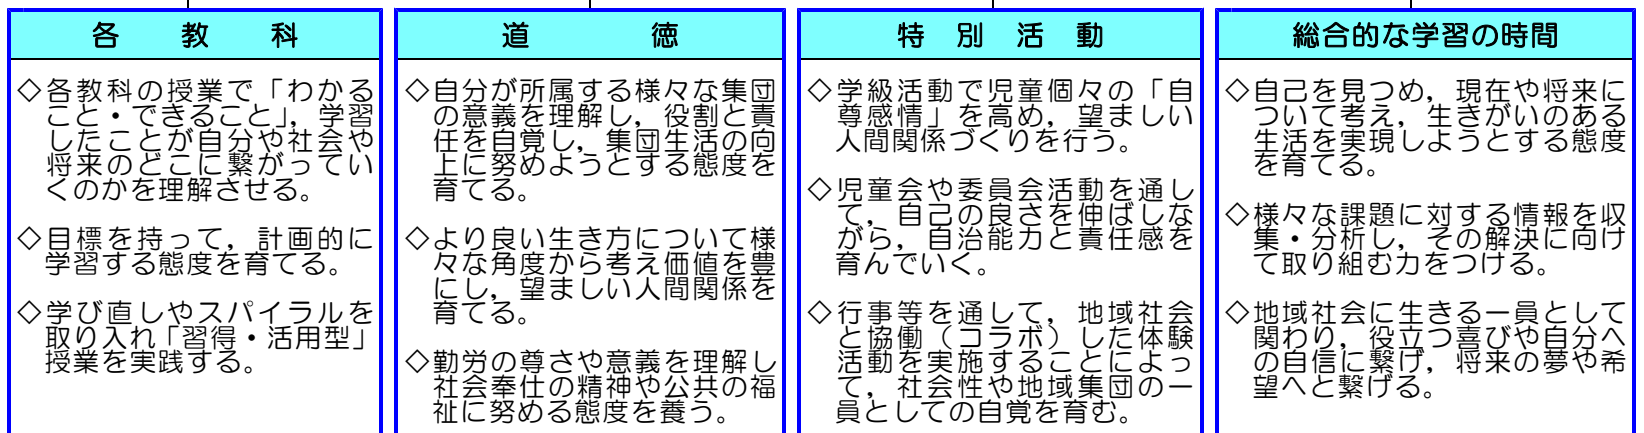 各教科
◇各教科の授業で「わかる
こと・できること」，学習
したことが自分や社会や
将来のどこに繋がってい
くのかを理解させる。
◇目標を持って，計画的に
学習する態度を育てる。
◇学び直しやスパイラルを
取り入れ「習得・活用型」
授業を実践する。
道徳
◇自分が所属する様々な集団
の意義を理解し，役割と責
任を自覚し，集団生活の向
上に努めようとする態度を
育てる。
◇より良い生き方について様
々な角度から考え価値を豊
にし，望ましい人間関係を
育てる。
◇勤労の尊さや意義を理解し
社会奉仕の精神や公共の福
祉に努める態度を養う。
特別活動
◇学級活動で児童個々の「自
尊感情」を高め，望ましい
人間関係づくりを行う。
◇児童会や委員会活動を通し
て，自己の良さを伸ばしな
がら，自治能力と責任感を
育んでいく。
◇行事等を通して，地域社会
と協働（コラボ）した体験
活動を実施することによっ
て，社会性や地域集団の一
員としての自覚を育む。
総合的な学習の時間
◇自己を見つめ，現在や将来に
ついて考え，生きがいのある
生活を実現しようとする態度
を育てる。
◇様々な課題に対する情報を収
集・分析し，その解決に向け
て取り組む力をつける。
◇地域社会に生きる一員として
関わり，役立つ喜びや自分へ
の自信に繋げ，将来の夢や希
望へと繋げる。